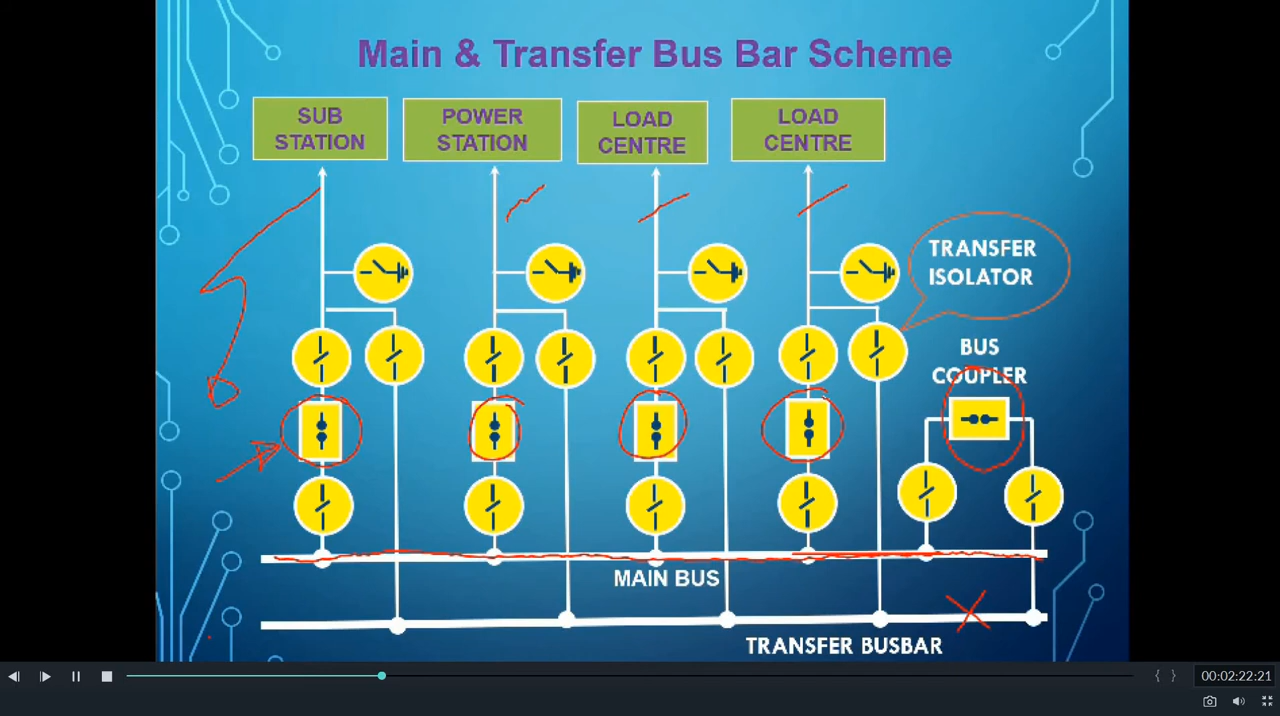 Main & Transfer Bus Bar Scheme
SUB
STATION
POWER
STATION
LOAD
CENTRE
LOAD
CENTRE
TRANSFER
ISOLATOR
BUS
COUPLER
MAIN BUS
TRANSFER BUSBAR
{ }
00:02:22:21